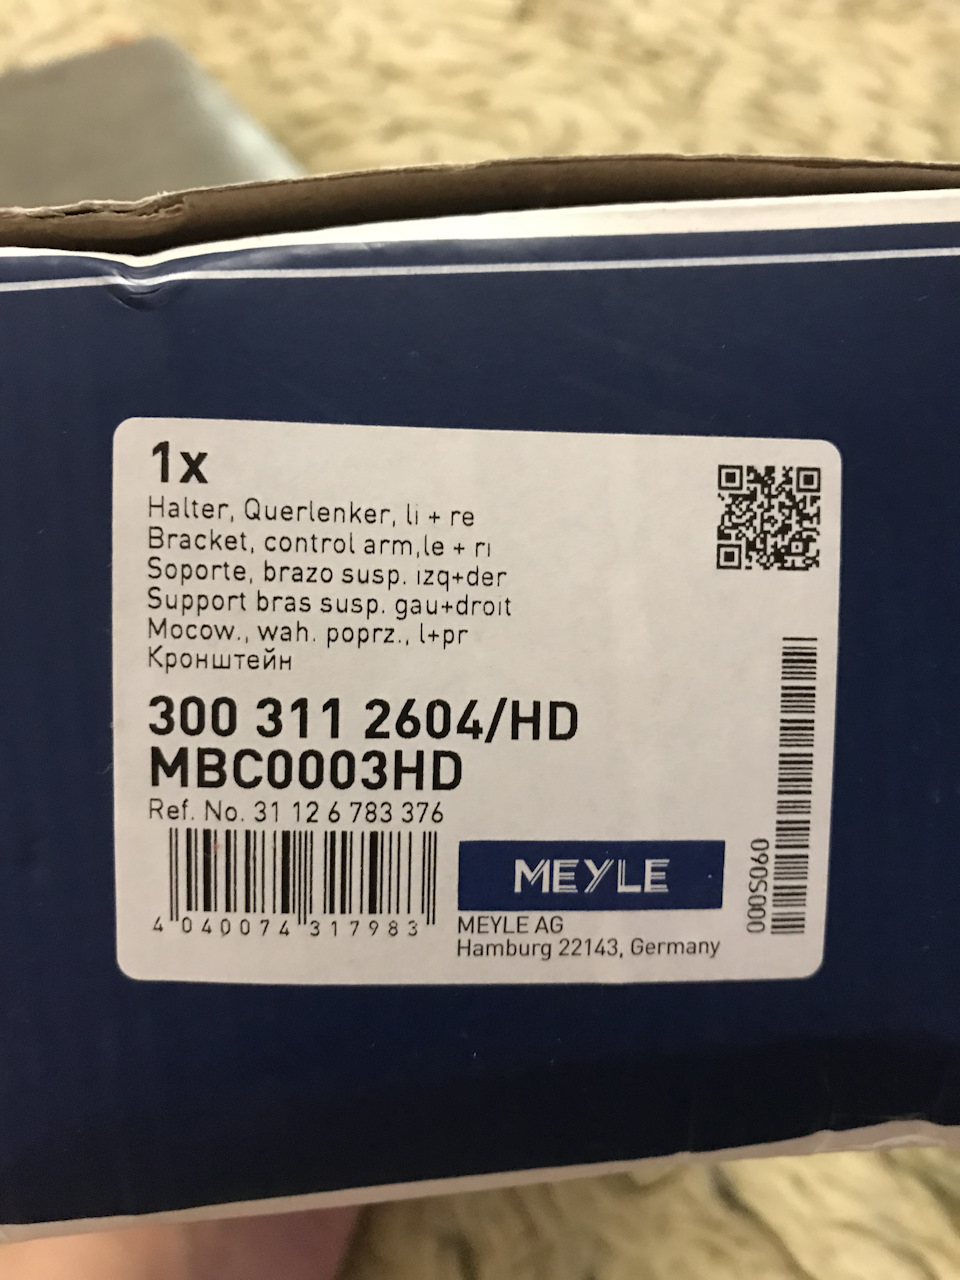 1x
Halter, Querlenker, li + re
Bracket, control arm,le + ri
Soporte, brazo susp. izq+der
Support bras susp. gau+droit
Mocow., wah. poprz., l+pr
Кронштейн
300 311 2604/HD
MBC0003HD
Ref. No. 31 12 6 783 376
4 040074 317983
MEYLE
MEYLE AG
Hamburg 22143, Germany
090S000